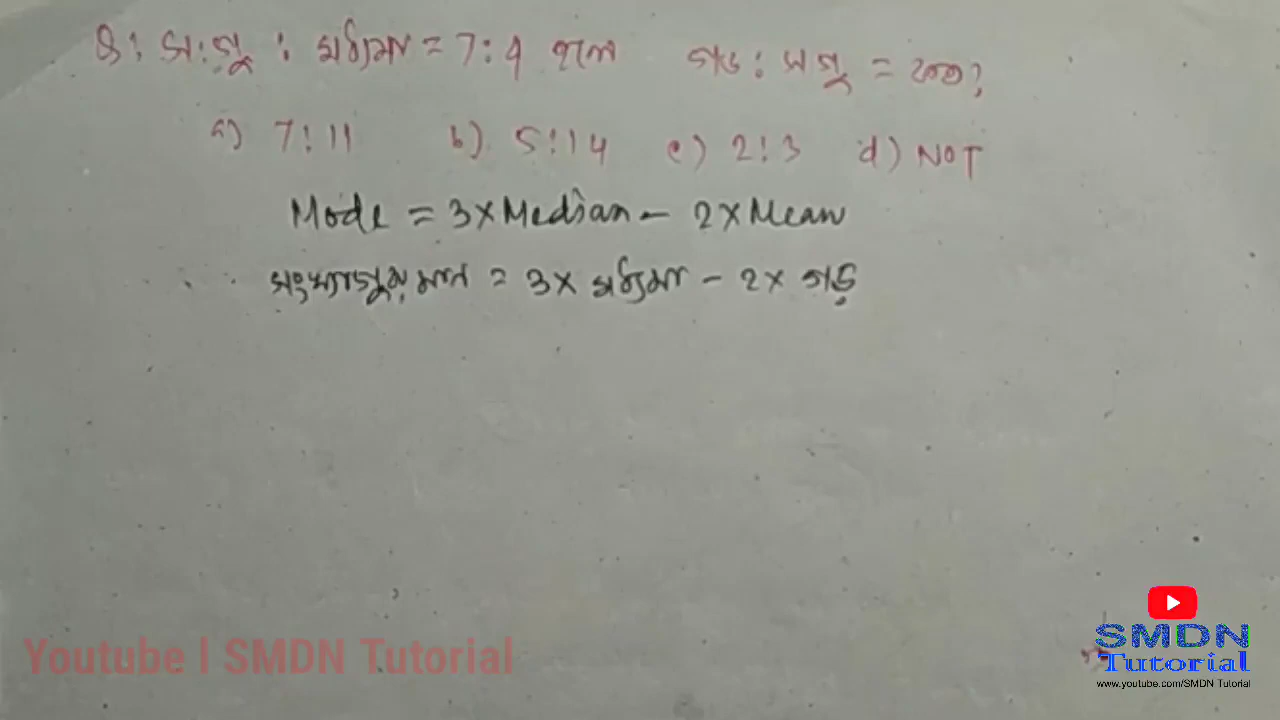 প্র: সং:গু : মধ্যমা = 7:4 হলে গড় : সংগু = কত?
a) 7:11 b) 5:14 c) 2:3 d) NOT
Mode = 3×Median - 2×Mean
সংখ্যাগুরু মান = 3× মধ্যমা - 2× গড়
Youtube l SMDN Tutorial
SMDN
Tutorial
www.youtube.com/SMDN Tutorial